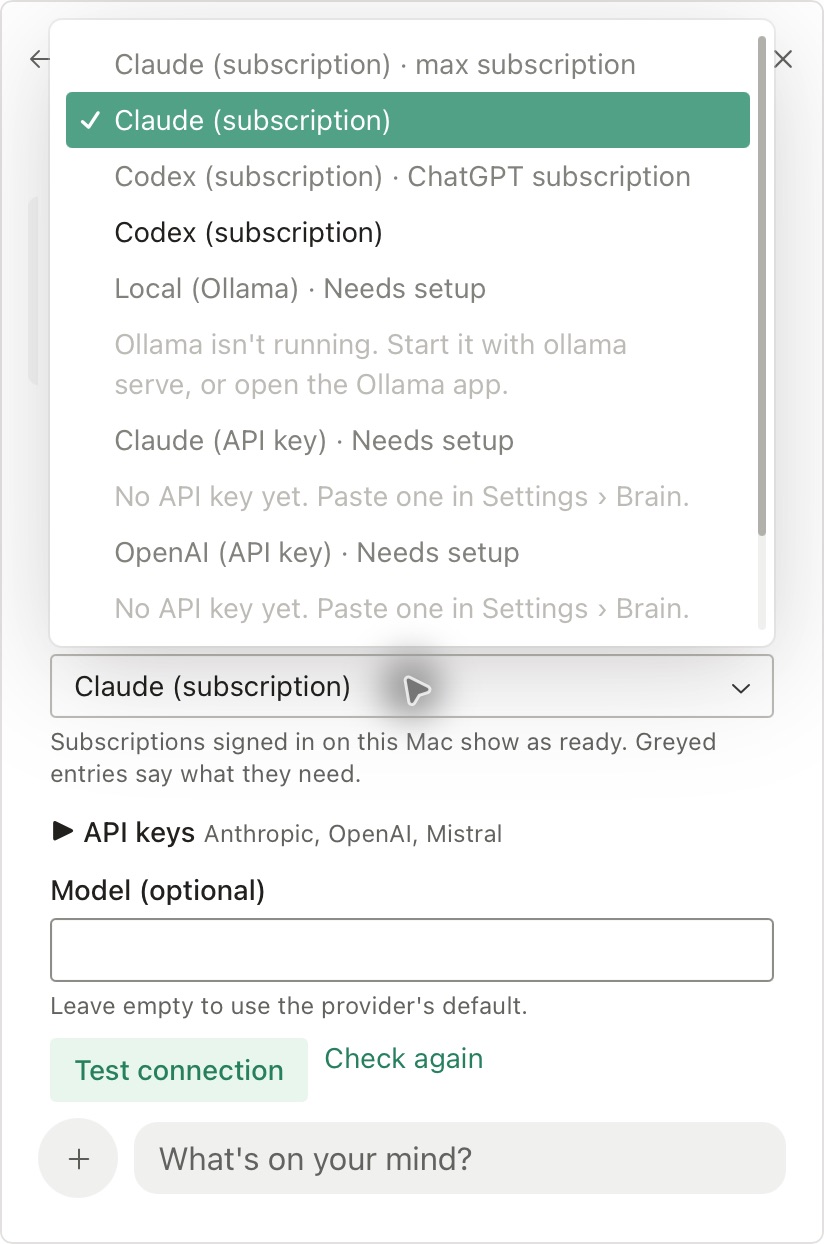 Claude (subscription) · max subscription
Claude (subscription)
Codex (subscription) · ChatGPT subscription
Codex (subscription)
Local (Ollama) · Needs setup
Ollama isn't running. Start it with ollama
serve, or open the Ollama app.
Claude (API key) · Needs setup
No API key yet. Paste one in Settings › Brain.
OpenAI (API key) · Needs setup
No API key yet. Paste one in Settings › Brain.
Claude (subscription)
Subscriptions signed in on this Mac show as ready. Greyed
entries say what they need.
API keys Anthropic, OpenAI, Mistral
Model (optional)
Leave empty to use the provider's default.
Test connection Check again
What's on your mind?